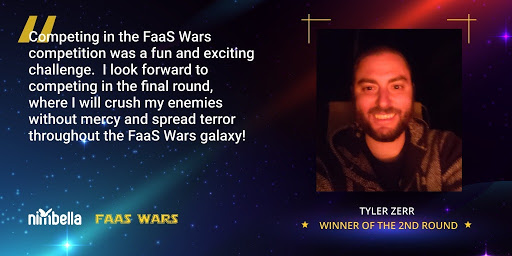 Competing in the FaaS Wars
competition was a fun and exciting
challenge.  I look forward to
competing in the final round,
where I will crush my enemies
without mercy and spread terror
throughout the FaaS Wars galaxy!
nimbella
FAAS WARS
TYLER ZERR
WINNER OF THE 2ND ROUND